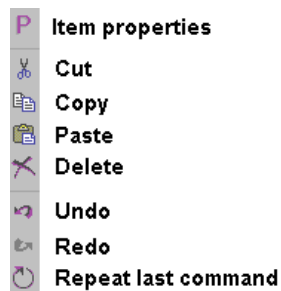 P Item properties
Cut
Copy
Paste
Delete
Undo
Redo
Repeat last command